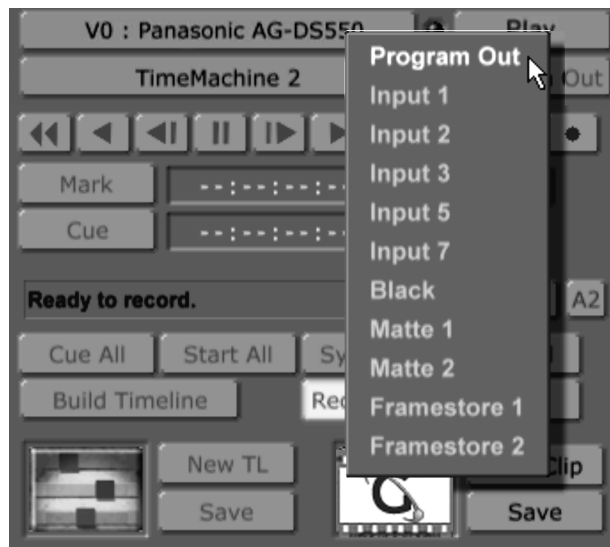 V0 : Panasonic AG-DS550
Play
TimeMachine 2
Out
Program Out
Input 1
Input 2
Input 3
Input 5
Input 7
Black
Matte 1
Matte 2
Framestore 1
Framestore 2
Mark
--:--:--
Cue
--:--:--
Ready to record.
A2
Cue All
Start All
Build Timeline
New TL
Save
Save